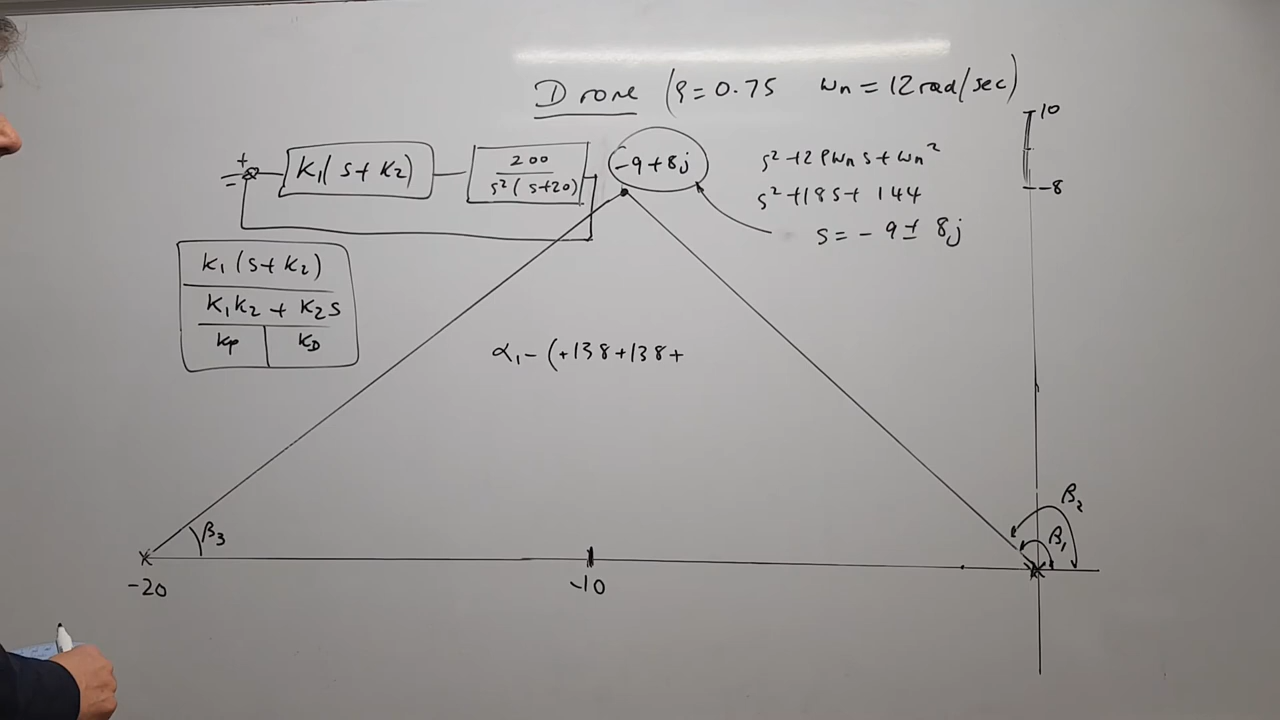 Drone (ρ = 0.75 ωn = 12 rad/sec)
10
-8
+
-
K1(s+K2)
200
s²(s+20)
-9+8j
s²+2ρωns+ωn²
s²+18s+144
s = -9 ± 8j
K1(s+K2)
K1K2 + K2s
Kp KD
α1-(+138+138+
β3
β2
β1
-20
-10